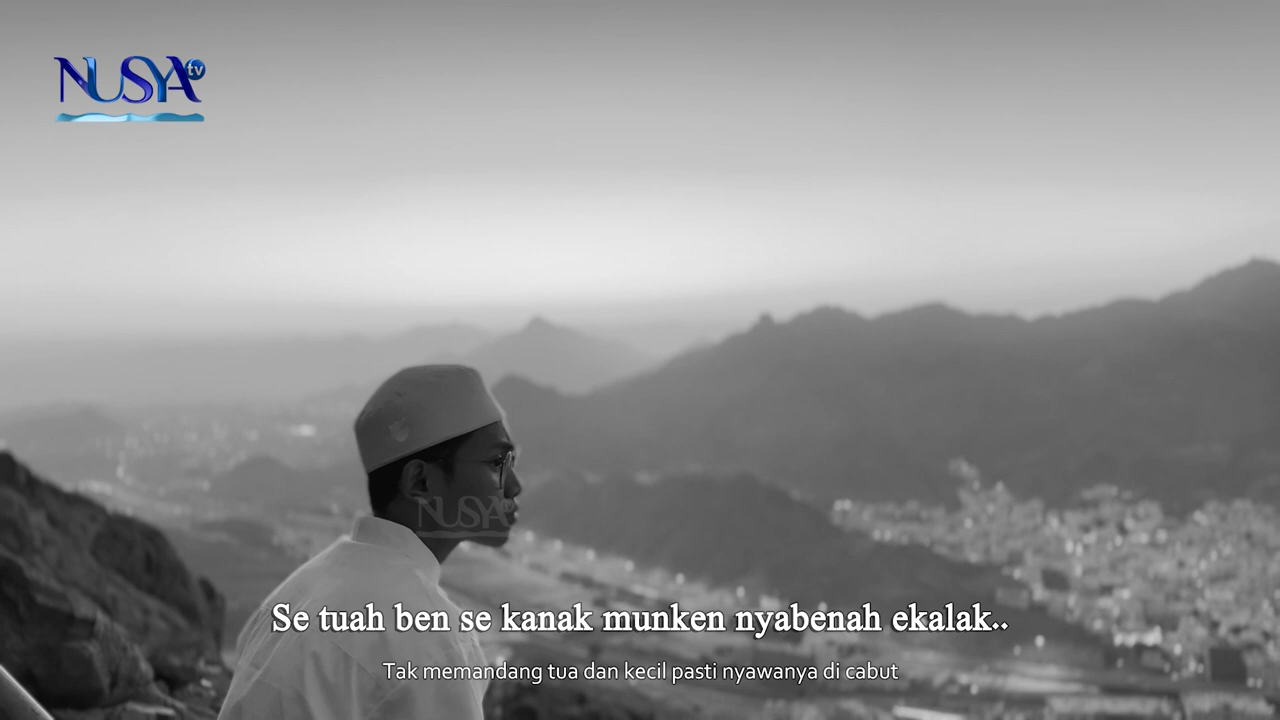 NUSYA tv
NUSYA
Se tuah ben se kanak munken nyabenah ekalak..
Tak memandang tua dan kecil pasti nyawanya di cabut